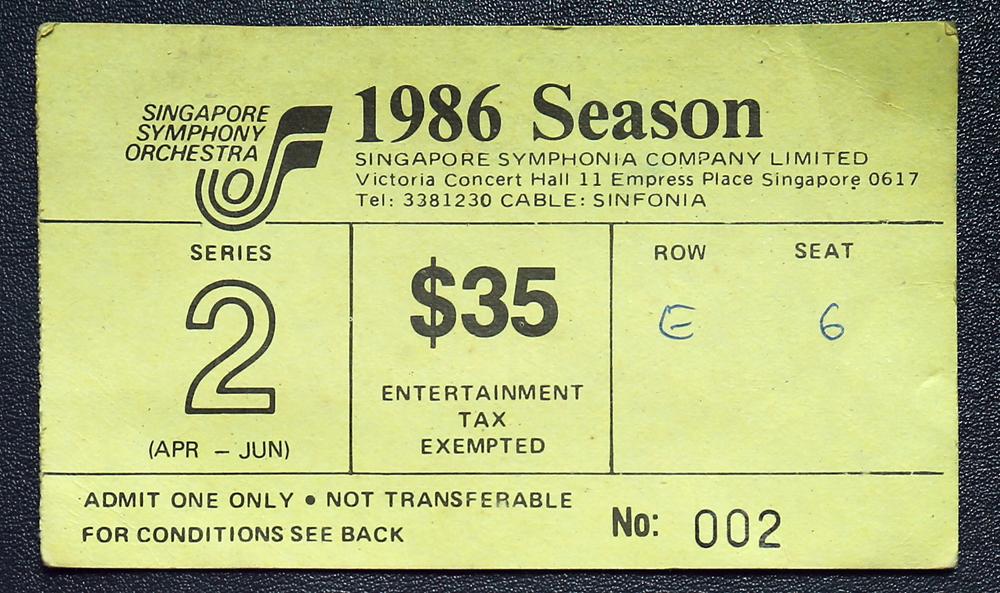 SINGAPORE
SYMPHONY
ORCHESTRA
1986 Season
SINGAPORE SYMPHONIA COMPANY LIMITED
Victoria Concert Hall 11 Empress Place Singapore 0617
Tel: 3381230 CABLE: SINFONIA
SERIES
2
(APR – JUN)
$35
ENTERTAINMENT
TAX
EXEMPTED
ROW SEAT
E 6
ADMIT ONE ONLY • NOT TRANSFERABLE
FOR CONDITIONS SEE BACK
No: 002